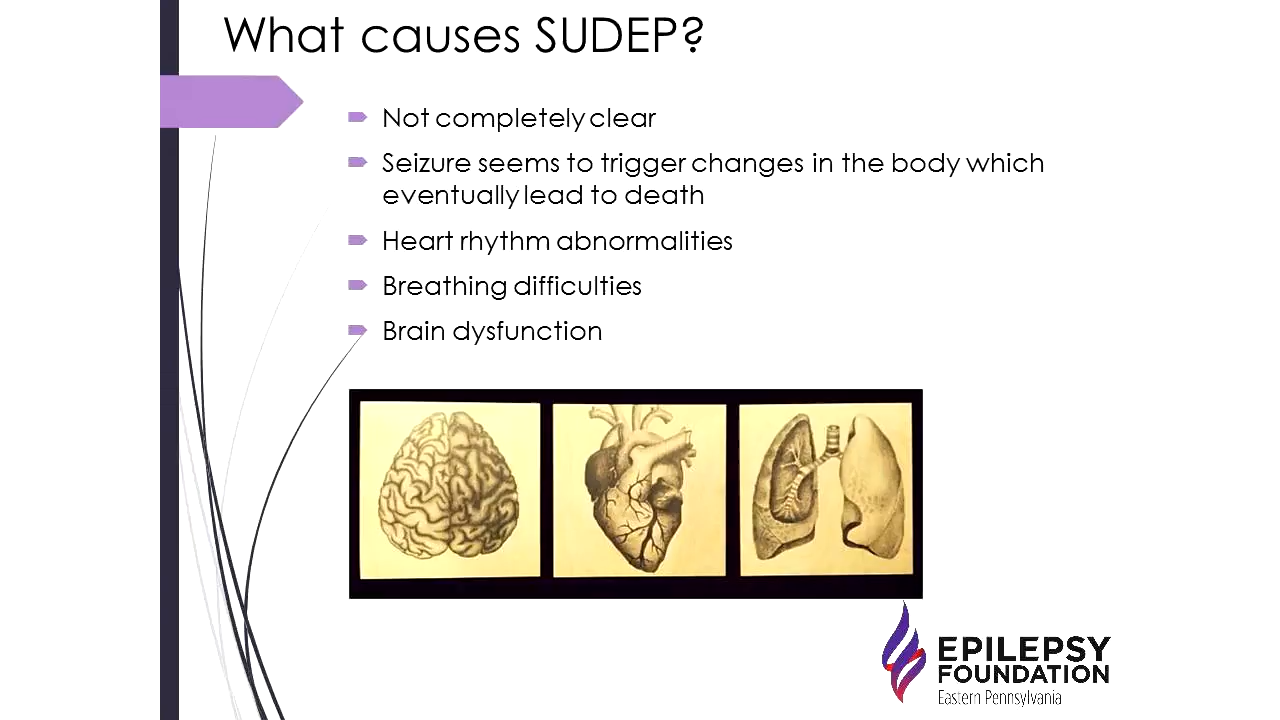 What causes SUDEP?
Not completely clear
Seizure seems to trigger changes in the body which
eventually lead to death
Heart rhythm abnormalities
Breathing difficulties
Brain dysfunction
EPILEPSY
FOUNDATION
Eastern Pennsylvania